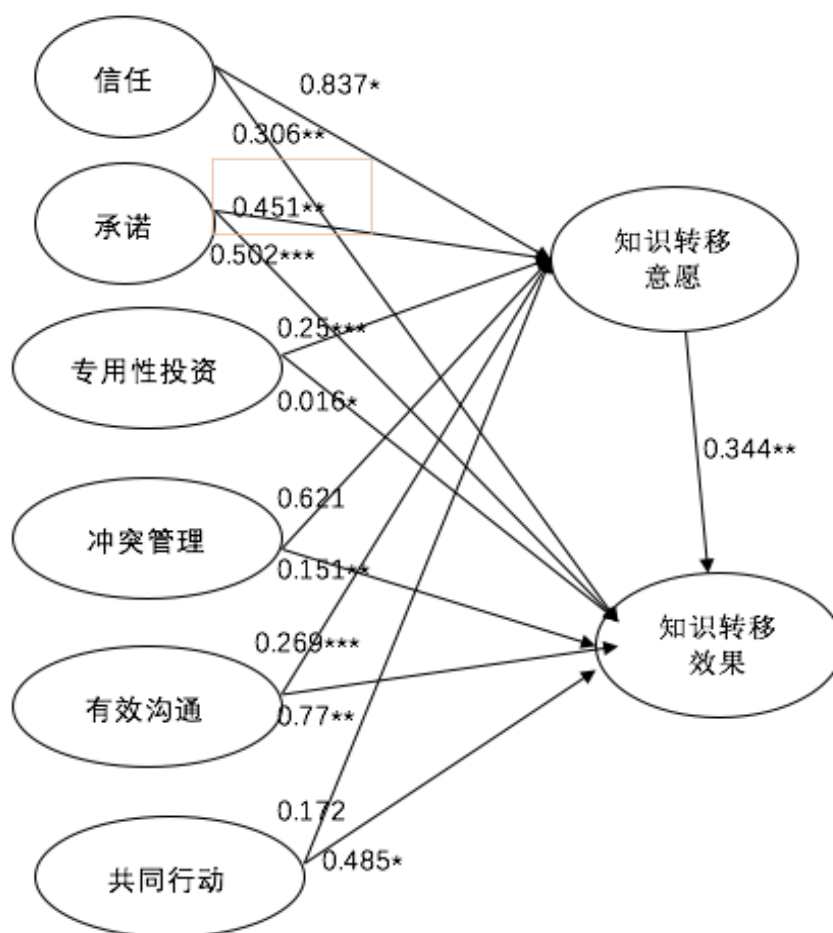 信任
0.837*
0.306**
承诺
0.451**
0.502***
知识转移
意愿
专用性投资
0.25***
0.016*
0.344**
冲突管理
0.621
0.151**
有效沟通
0.269***
0.77**
知识转移
效果
共同行动
0.172
0.485*